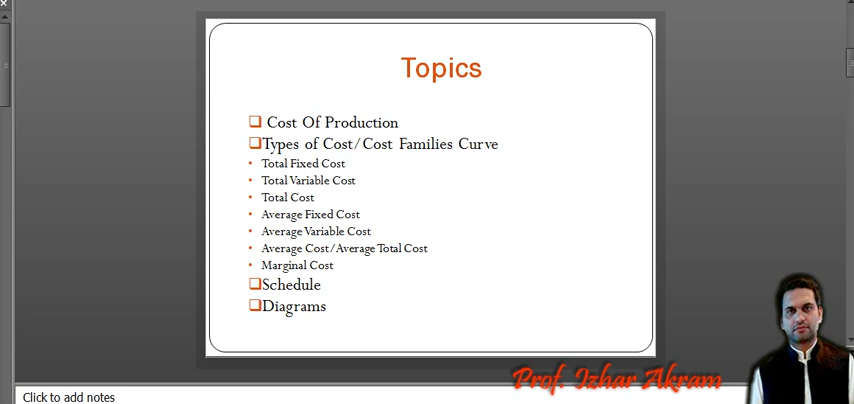 Topics
Cost Of Production
Types of Cost/Cost Families Curve
Total Fixed Cost
Total Variable Cost
Total Cost
Average Fixed Cost
Average Variable Cost
Average Cost/Average Total Cost
Marginal Cost
Schedule
Diagrams
Prof. Izhar Akram
Click to add notes